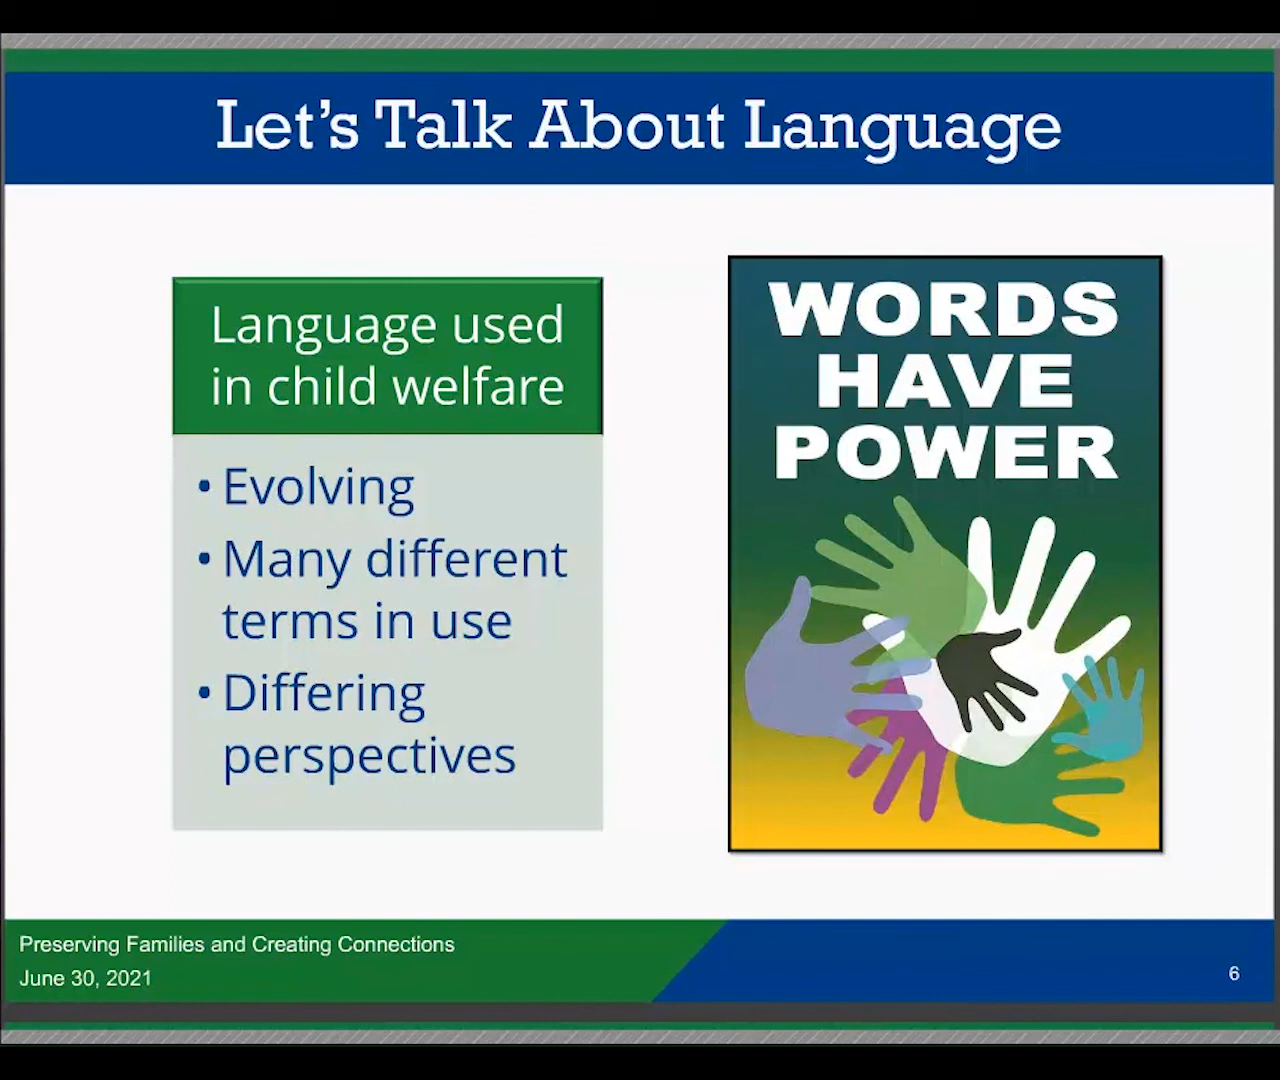 Let's Talk About Language
Language used
in child welfare
• Evolving
• Many different
terms in use
• Differing
perspectives
WORDS
HAVE
POWER
Preserving Families and Creating Connections
June 30, 2021
6